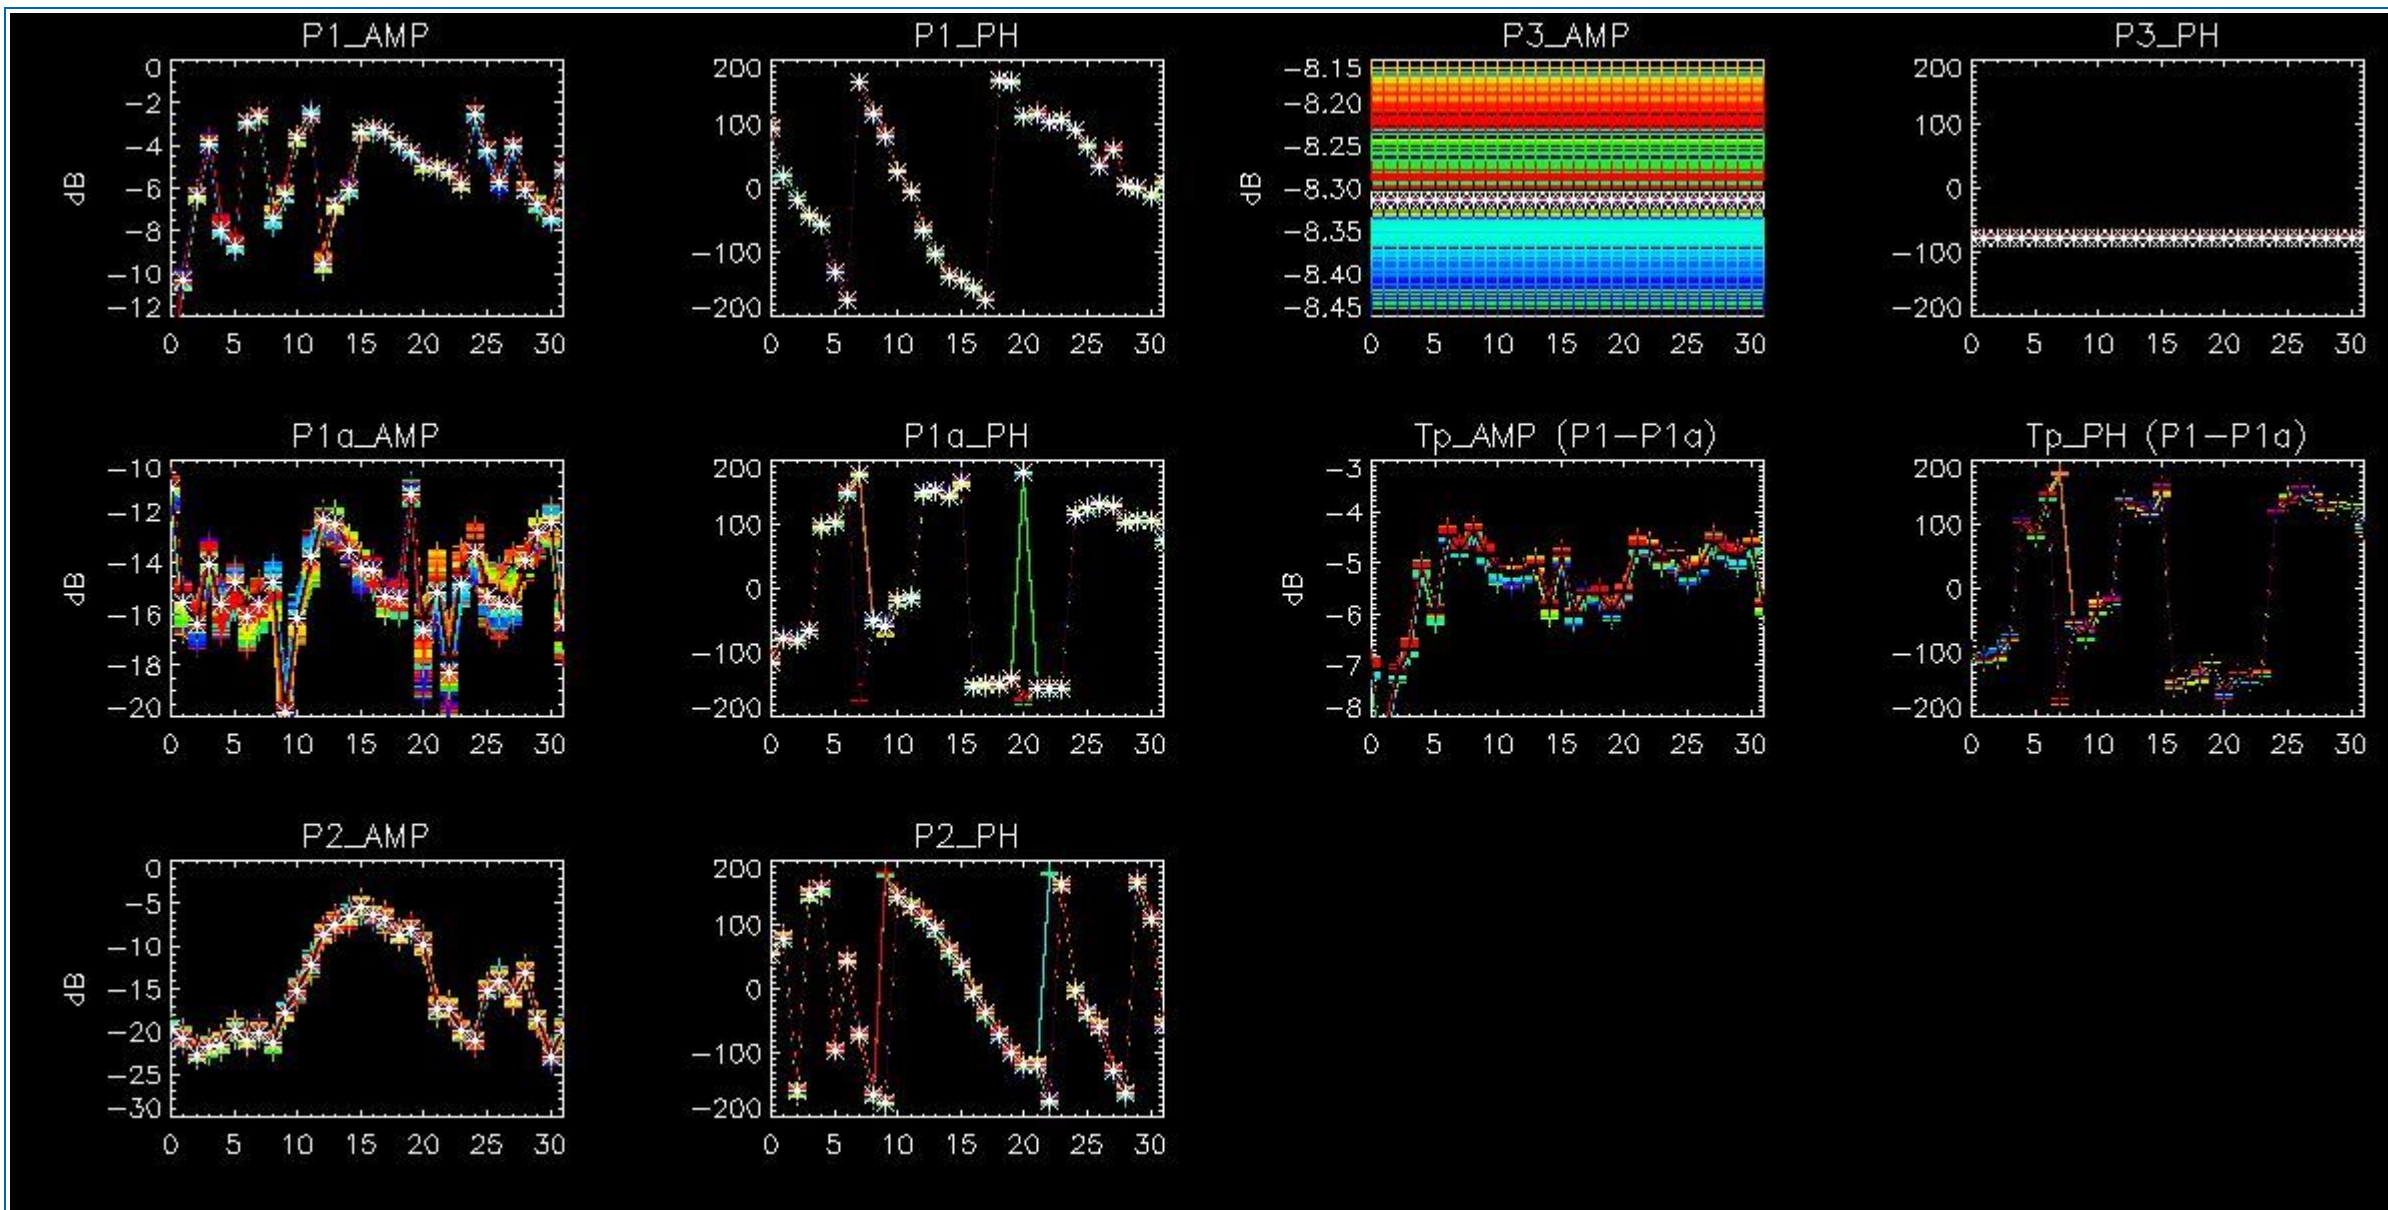 P1_AMP P1_PH P3_AMP P3_PH
0 200 -8.15 200
-2 100 -8.20 100
-4 0 -8.25 0
-6 -100 -8.30 -100
-8 -200 -8.35 -200
-10 -8.40
-12 -8.45
dB dB
0 5 10 15 20 25 30 0 5 10 15 20 25 30 0 5 10 15 20 25 30 0 5 10 15 20 25 30
P1a_AMP P1a_PH Tp_AMP (P1-P1a) Tp_PH (P1-P1a)
-10 200 -3 200
-12 100 -4 100
-14 0 -5 0
-16 -100 -6 -100
-18 -200 -7 -200
-20 -8
dB dB
0 5 10 15 20 25 30 0 5 10 15 20 25 30 0 5 10 15 20 25 30 0 5 10 15 20 25 30
P2_AMP P2_PH
0 200
-5 100
-10 0
-15 -100
-20 -200
-25
-30
dB
0 5 10 15 20 25 30 0 5 10 15 20 25 30